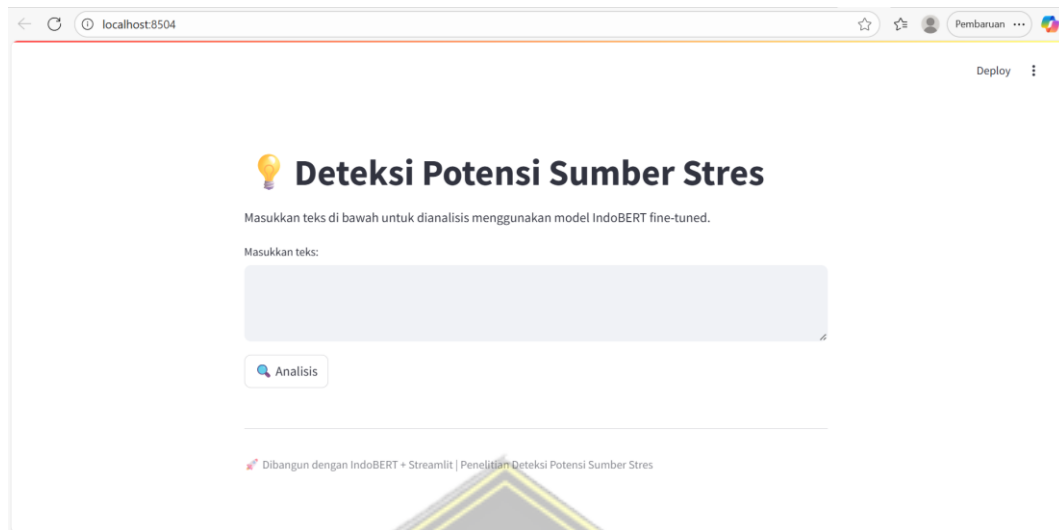 localhost:8504
Pembaruan
Deploy
Deteksi Potensi Sumber Stres
Masukkan teks di bawah untuk dianalisis menggunakan model IndoBERT fine-tuned.
Masukkan teks:
Analisis
Dibangun dengan IndoBERT + Streamlit | Penelitian Deteksi Potensi Sumber Stres